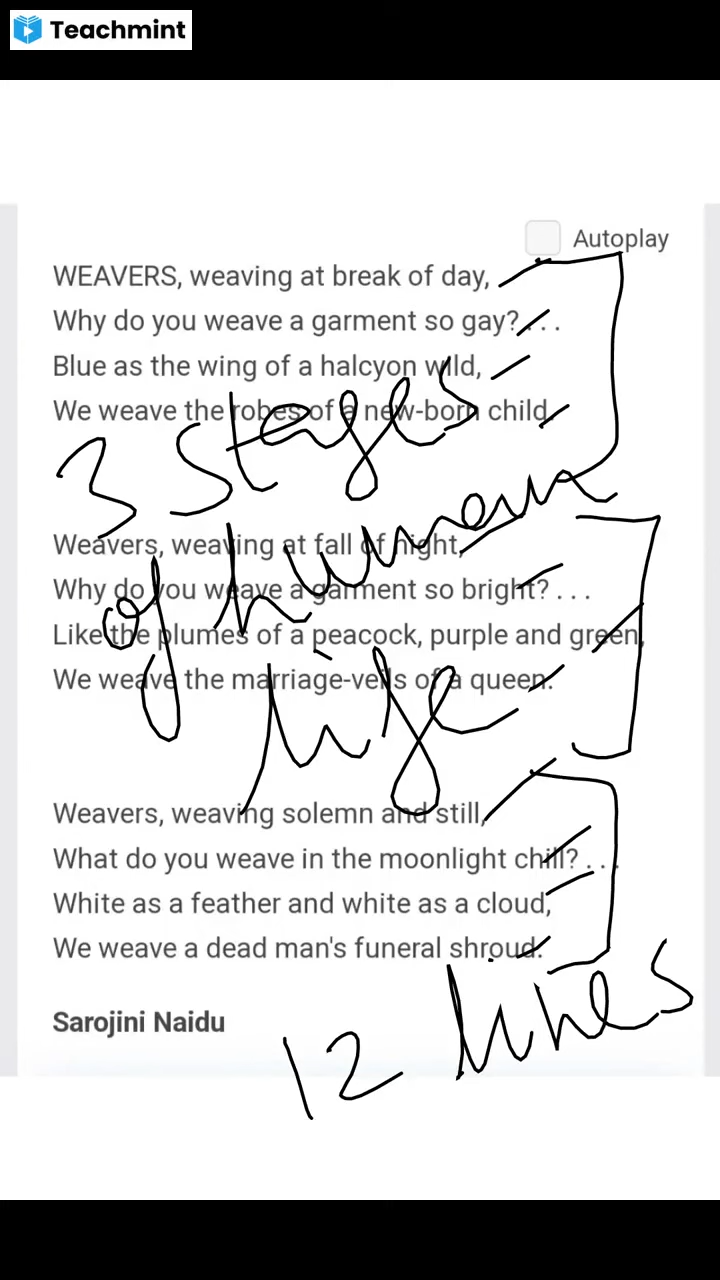 Teachmint
Autoplay
WEAVERS, weaving at break of day,
Why do you weave a garment so gay? . . .
Blue as the wing of a halcyon wild,
We weave the robes of a new-born child.
3 stages
of human
life
Weavers, weaving at fall of night,
Why do you weave a garment so bright? . . .
Like the plumes of a peacock, purple and green,
We weave the marriage-veils of a queen.
Weavers, weaving solemn and still,
What do you weave in the moonlight chill? . . .
White as a feather and white as a cloud,
We weave a dead man's funeral shroud.
Sarojini Naidu
12 lines